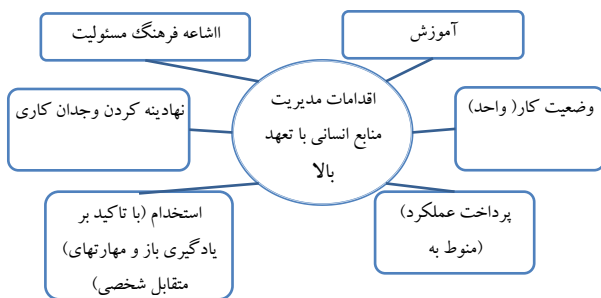 آموزش
ااشاعه فرهنگ مسئولیت
اقدامات مدیریت
منابع انسانی با تعهد
بالا
وضعیت کار( واحد)
نهادینه کردن وجدان کاری
پرداخت عملکرد)
(منوط به
استخدام (با تاکید بر
یادگیری باز و مهارتهای)
متقابل شخصی)